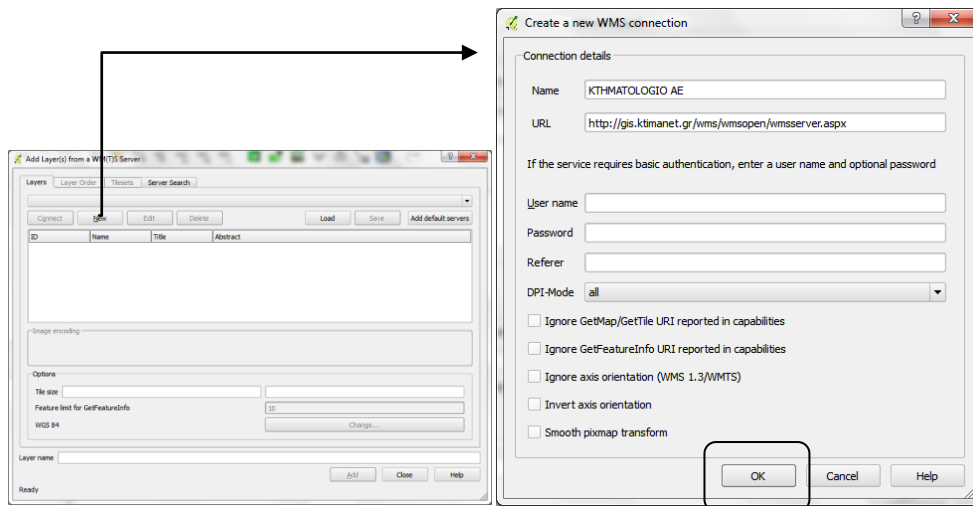 Add Layer(s) from a WM(T)S Server
Layers
Layer Order
Tilesets
Server Search
Connect
New
Edit
Delete
Load
Save
Add default servers
ID
Name
Title
Abstract
Image encoding
Options
Tile size
Feature limit for GetFeatureInfo
10
WGS 84
Change...
Layer name
Add
Close
Help
Ready
Create a new WMS connection
Connection details
Name
KTHMATOLOGIO AE
URL
http://gis.ktimanet.gr/wms/wmsopen/wmsserver.aspx
If the service requires basic authentication, enter a user name and optional password
User name
Password
Referer
DPI-Mode
all
Ignore GetMap/GetTile URI reported in capabilities
Ignore GetFeatureInfo URI reported in capabilities
Ignore axis orientation (WMS 1.3/WMTS)
Invert axis orientation
Smooth pixmap transform
OK
Cancel
Help